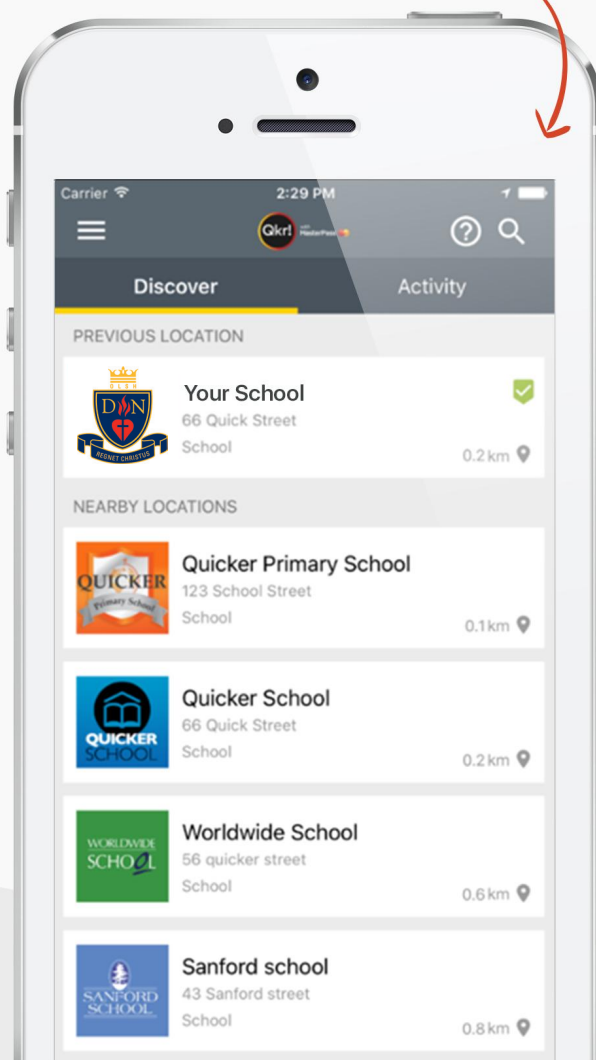 Carrier 2:29 PM
Qkr! with MasterPass
Discover Activity
PREVIOUS LOCATION
Your School
66 Quick Street
School
0.2 km
D N
REGNET CHRISTUS
NEARBY LOCATIONS
QUICKER
Primary School
Quicker Primary School
123 School Street
School
0.1 km
QUICKER
SCHOOL
Quicker School
66 Quick Street
School
0.2 km
WORLDWIDE
SCHOOL
Worldwide School
56 quicker street
School
0.6 km
SANFORD
SCHOOL
Sanford school
43 Sanford street
School
0.8 km